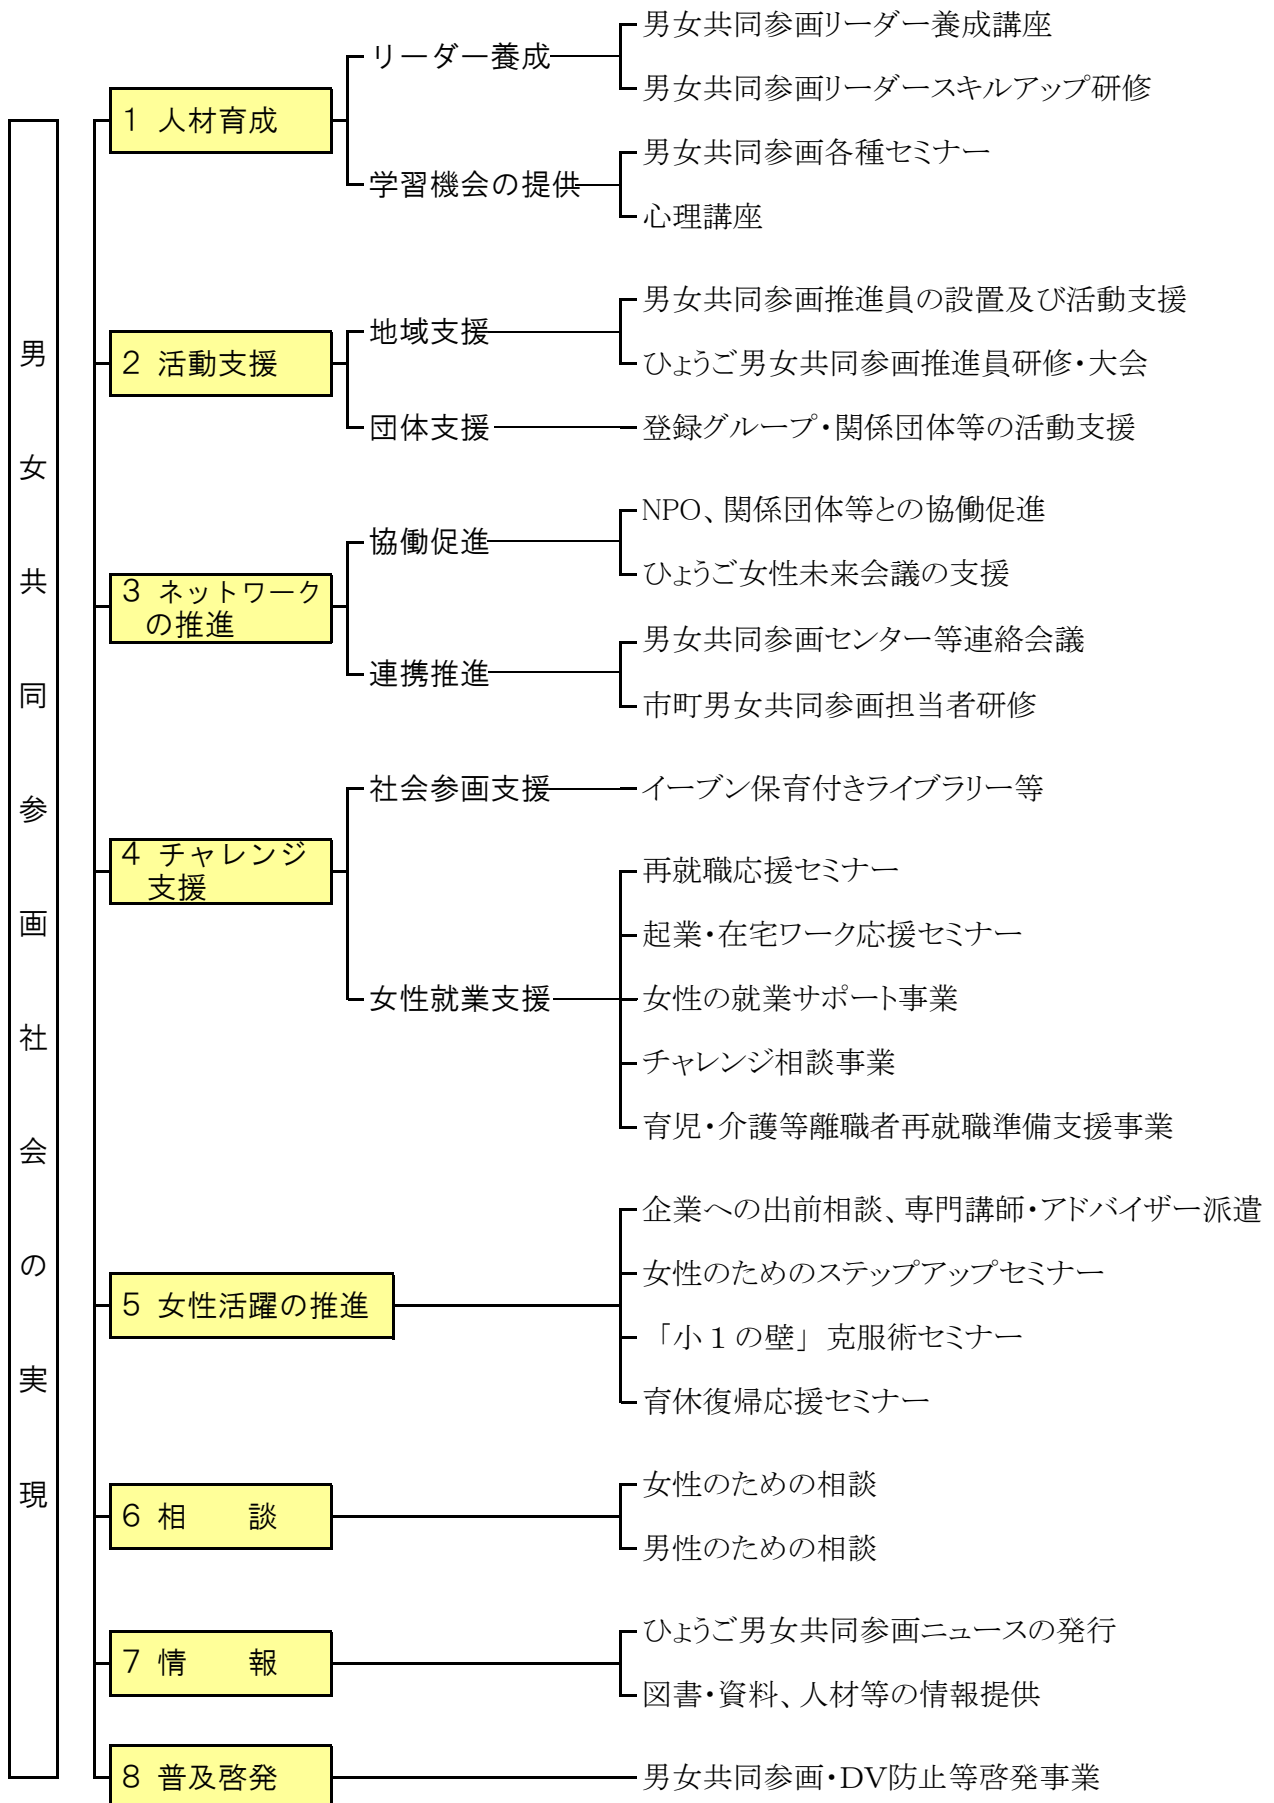 男女共同参画社会の実現
1 人材育成
リーダー養成
男女共同参画リーダー養成講座
男女共同参画リーダースキルアップ研修
学習機会の提供
男女共同参画各種セミナー
心理講座
2 活動支援
地域支援
男女共同参画推進員の設置及び活動支援
ひょうご男女共同参画推進員研修・大会
団体支援
登録グループ・関係団体等の活動支援
3 ネットワーク
の推進
協働促進
NPO、関係団体等との協働促進
ひょうご女性未来会議の支援
連携推進
男女共同参画センター等連絡会議
市町男女共同参画担当者研修
4 チャレンジ
支援
社会参画支援
イーブン保育付きライブラリー等
女性就業支援
再就職応援セミナー
起業・在宅ワーク応援セミナー
女性の就業サポート事業
チャレンジ相談事業
育児・介護等離職者再就職準備支援事業
5 女性活躍の推進
企業への出前相談、専門講師・アドバイザー派遣
女性のためのステップアップセミナー
「小１の壁」克服術セミナー
育休復帰応援セミナー
6 相　　談
女性のための相談
男性のための相談
7 情　　報
ひょうご男女共同参画ニュースの発行
図書・資料、人材等の情報提供
8 普及啓発
男女共同参画・DV防止等啓発事業